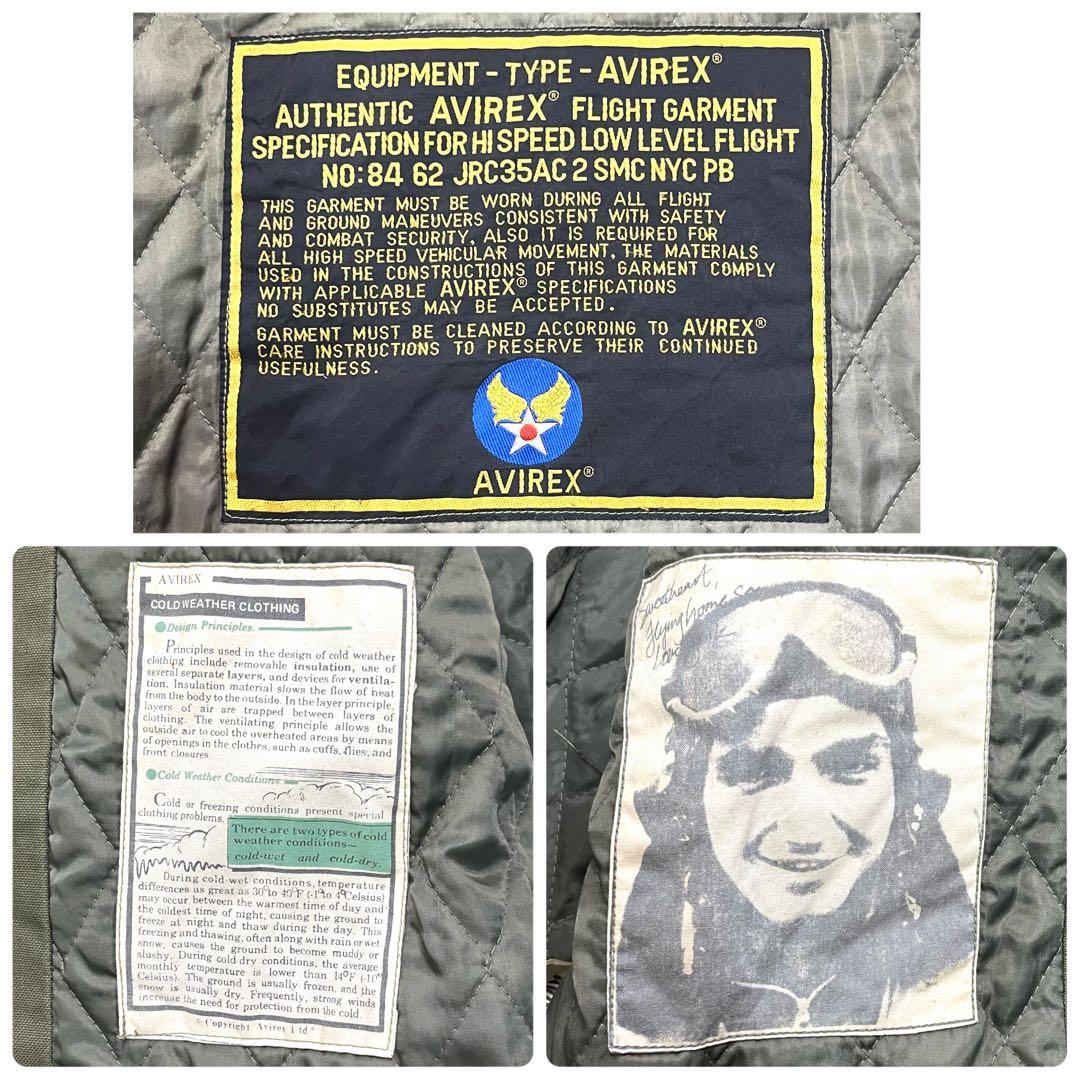 EQUIPMENT - TYPE - AVIREX®
AUTHENTIC AVIREX® FLIGHT GARMENT
SPECIFICATION FOR HI SPEED LOW LEVEL FLIGHT
NO: 84 62 JRC35AC 2 SMC NYC PB
THIS GARMENT MUST BE WORN DURING ALL FLIGHT
AND GROUND MANEUVERS CONSISTENT WITH SAFETY
AND COMBAT SECURITY, ALSO IT IS REQUIRED FOR
ALL HIGH SPEED VEHICULAR MOVEMENT, THE MATERIALS
USED IN THE CONSTRUCTIONS OF THIS GARMENT COMPLY
WITH APPLICABLE AVIREX® SPECIFICATIONS
NO SUBSTITUTES MAY BE ACCEPTED.
GARMENT MUST BE CLEANED ACCORDING TO AVIREX®
CARE INSTRUCTIONS TO PRESERVE THEIR CONTINUED
USEFULNESS.
AVIREX®
AVIREX
COLD WEATHER CLOTHING
Design Principles.
Principles used in the design of cold weather
clothing include removable insulation, use of
several separate layers, and devices for ventila-
tion. Insulation material slows the flow of heat
from the body to the outside. In the layer principle,
layers of air are trapped between layers of
clothing. The ventilating principle allows the
outside air to cool the overheated areas by means
of openings in the clothes, such as cuffs, flies, and
front closures.
Cold Weather Conditions
Cold or freezing conditions present special
clothing problems.
There are two types of cold
weather conditions—
cold-wet and cold-dry.
During cold wet conditions, temperature
differences as great as 30° to 40°F (-1° to 4°Celsius)
may occur between the warmest time of day and
the coldest time of night, causing the ground to
freeze at night and thaw during the day. This
freezing and thawing, often along with rain or wet
snow, causes the ground to become muddy or
slushy. During cold dry conditions, the average
monthly temperature is lower than 14°F (-10°
Celsius). The ground is usually frozen, and the
snow is usually dry. Frequently, strong winds
increase the need for protection from the cold.
© Copyright Avirex Ltd®
Sweetheart,
flying home